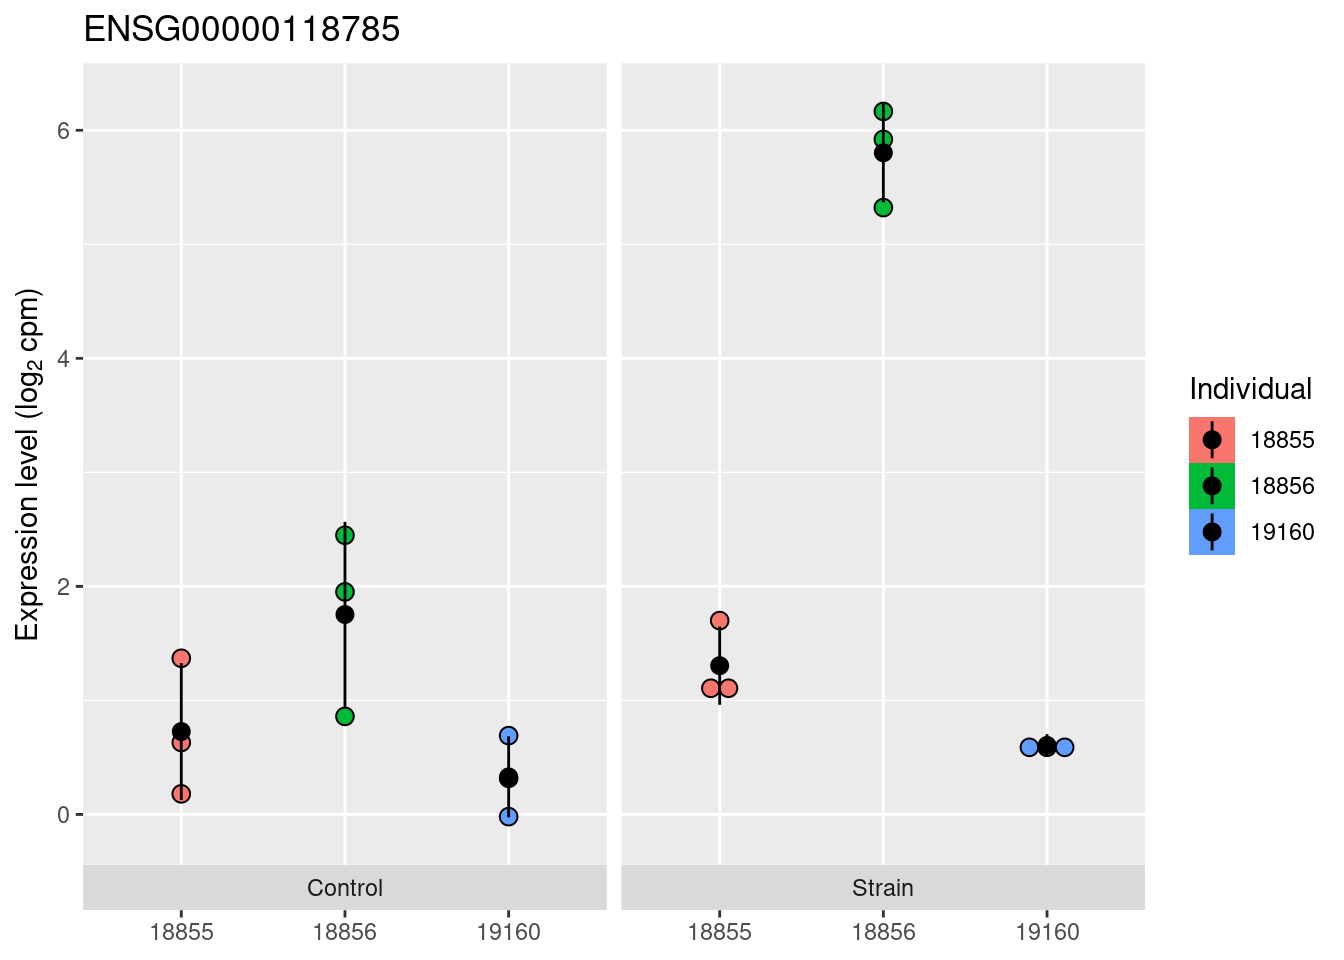 ENSG00000118785
Expression level (log₂ cpm)
6
4
2
0
Control
Strain
18855
18856
19160
18855
18856
19160
Individual
18855
18856
19160